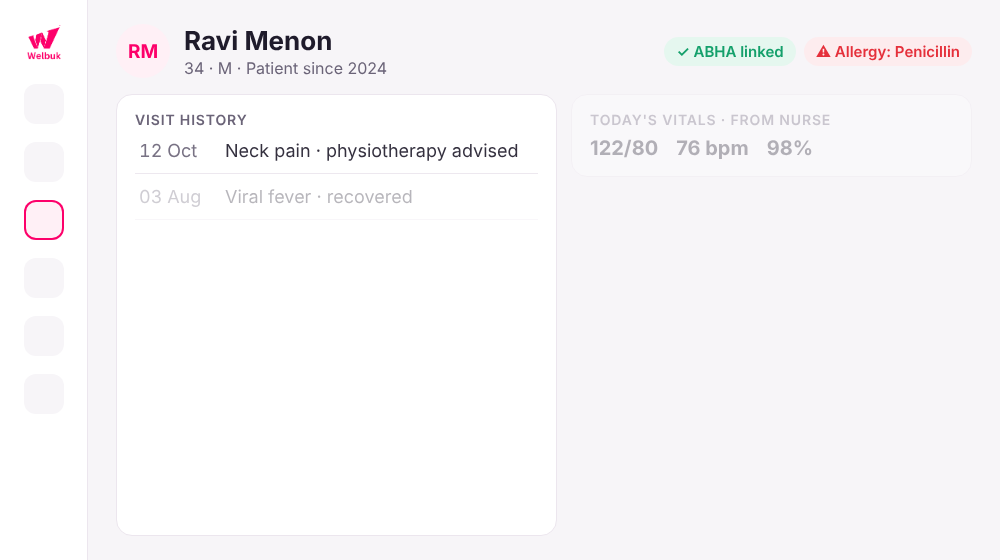 Welbuk
RM
Ravi Menon
34 · M · Patient since 2024
✓ ABHA linked
⚠ Allergy: Penicillin
VISIT HISTORY
12 Oct Neck pain · physiotherapy advised
03 Aug Viral fever · recovered
TODAY'S VITALS · FROM NURSE
122/80 76 bpm 98%